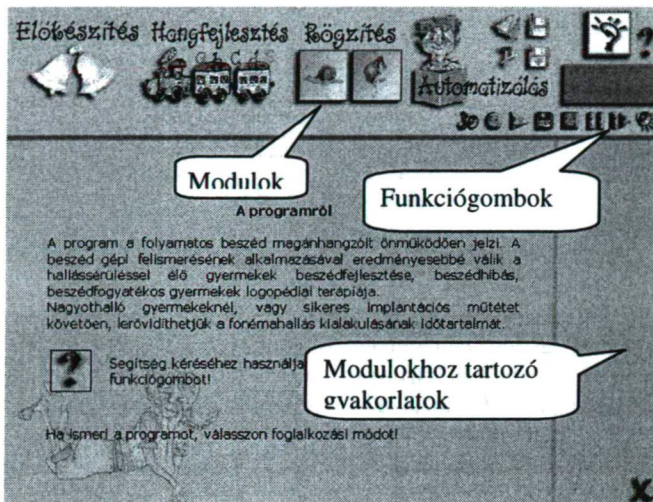 Előkészítés Hangfejlesztés Rögzítés
Automatizálás
?
Modulok
Funkciógombok
A programról
A program a folyamatos beszéd magánhangzóit önműködően jelzi. A
beszéd gépi felismerésének alkalmazásával eredményesebbé válik a
hallássérüléssel élő gyermekek beszédfejlesztése, beszédhibás,
beszédfogyatékos gyermekek logopédiai terápiája.
Nagyothalló gyermekeknél, vagy sikeres implantációs műtétet
követően, lerövidíthetjük a fonémahallás kialakulásának időtartalmát.
? Segítség kéréséhez használja
funkciógombot!
Modulokhoz tartozó
gyakorlatok
Ha ismeri a programot, válasszon foglalkozási módot!
X